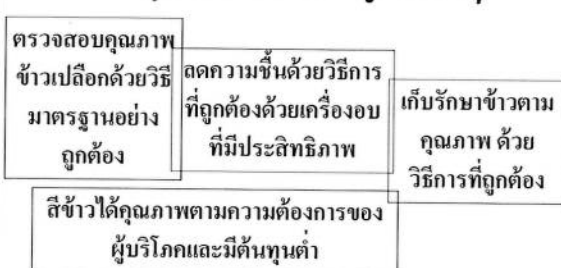 ตรวจสอบคุณภาพ
ข้าวเปลือกด้วยวิธี
มาตรฐานอย่าง
ถูกต้อง
ลดความชื้นด้วยวิธีการ
ที่ถูกต้องด้วยเครื่องอบ
ที่มีประสิทธิภาพ
เก็บรักษาข้าวตาม
คุณภาพ ด้วย
วิธีการที่ถูกต้อง
สีข้าวได้คุณภาพตามความต้องการของ
ผู้บริโภคและมีต้นทุนต่ำ